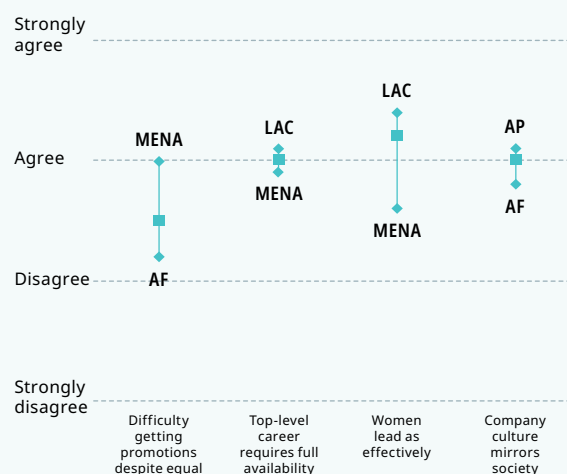 Strongly
agree
LAC
LAC
AP
MENA
Agree
MENA
AF
MENA
Disagree
AF
Strongly
disagree
Difficulty
getting
promotions
despite equal
Top-level
career
requires full
availability
Women
lead as
effectively
Company
culture
mirrors
society